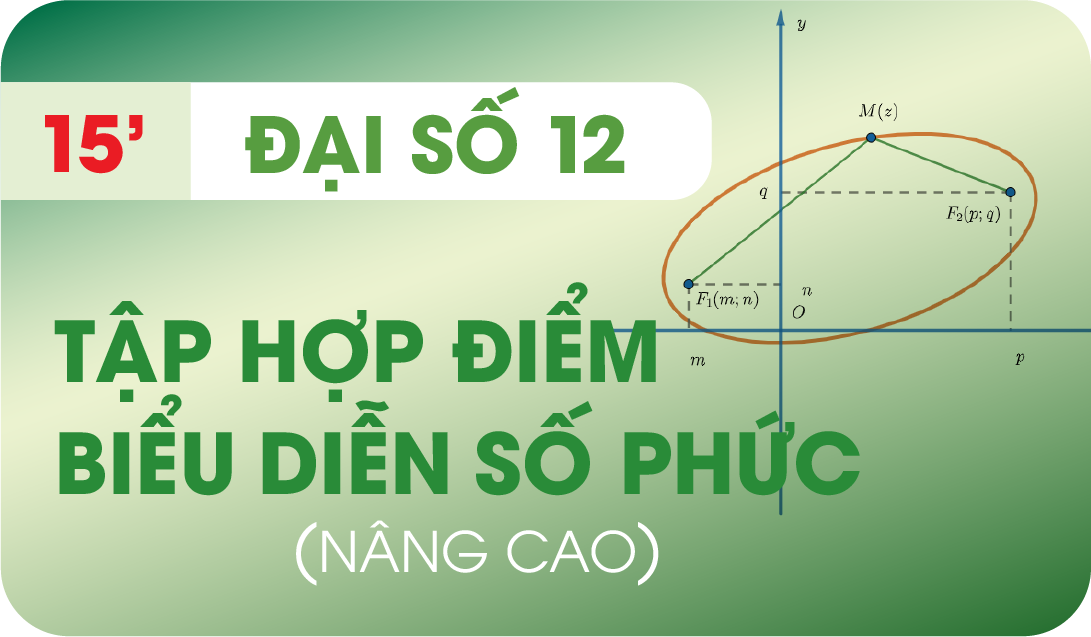 15’ ĐẠI SỐ 12
TẬP HỢP ĐIỂM
BIỂU DIỄN SỐ PHỨC
(NÂNG CAO)
y
M(z)
q
F₂(p; q)
F₁(m; n)
n
O
m
p